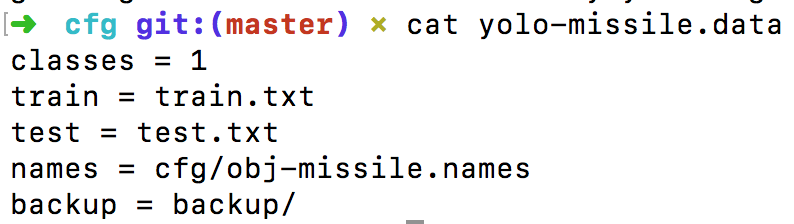 ➜ cfg git:(master) × cat yolo-missile.data
classes = 1
train = train.txt
test = test.txt
names = cfg/obj-missile.names
backup = backup/